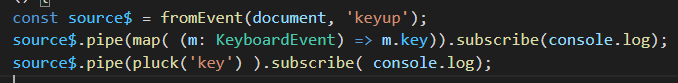 () {
const source$ = fromEvent(document, 'keyup');
source$.pipe(map( (m: KeyboardEvent) => m.key)).subscribe(console.log);
source$.pipe(pluck('key') ).subscribe( console.log);